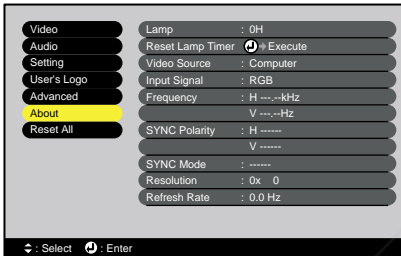 Video
Audio
Setting
User's Logo
Advanced
About
Reset All
Lamp : 0H
Reset Lamp Timer Execute
Video Source : Computer
Input Signal : RGB
Frequency : H ---.--kHz
V ---.--Hz
SYNC Polarity : H ------
V ------
SYNC Mode : ------
Resolution : 0x 0
Refresh Rate : 0.0 Hz
: Select : Enter